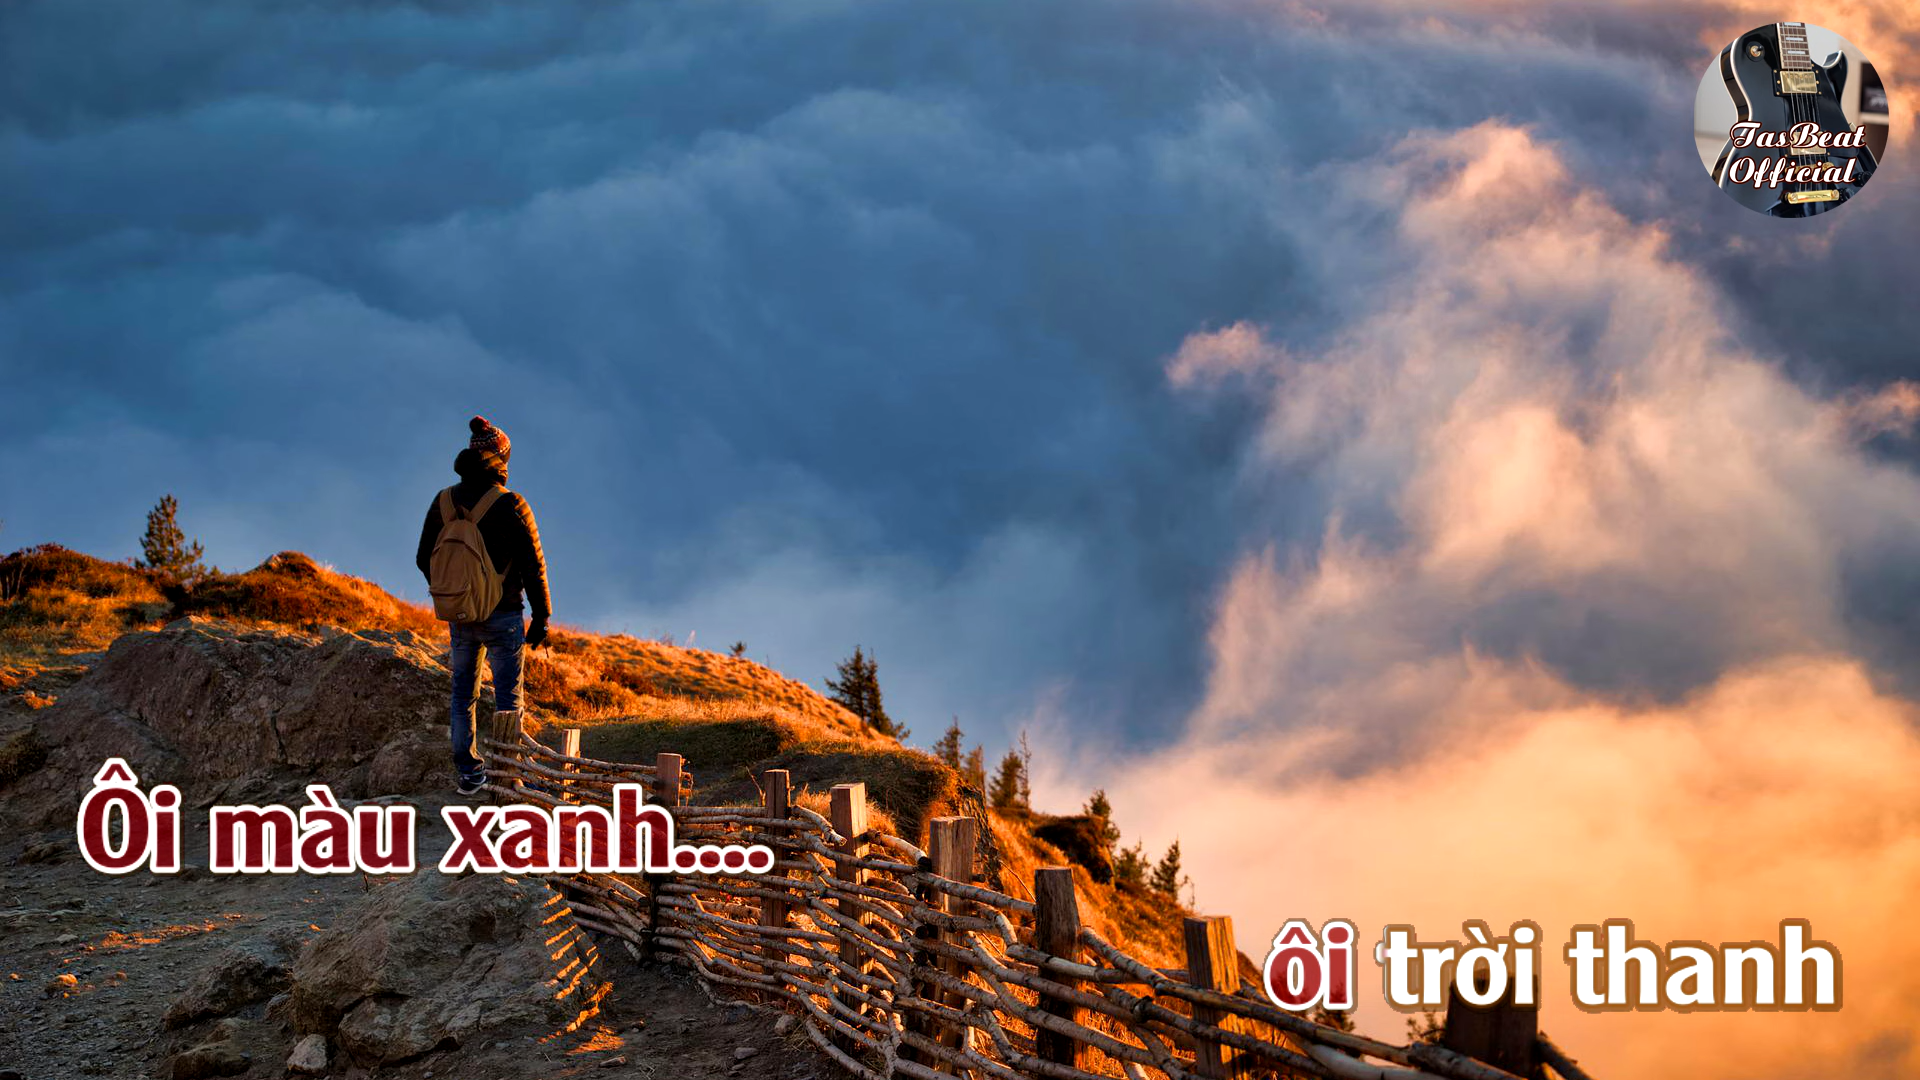 TasBeat
Official
Ôi màu xanh....
ôi trời thanh